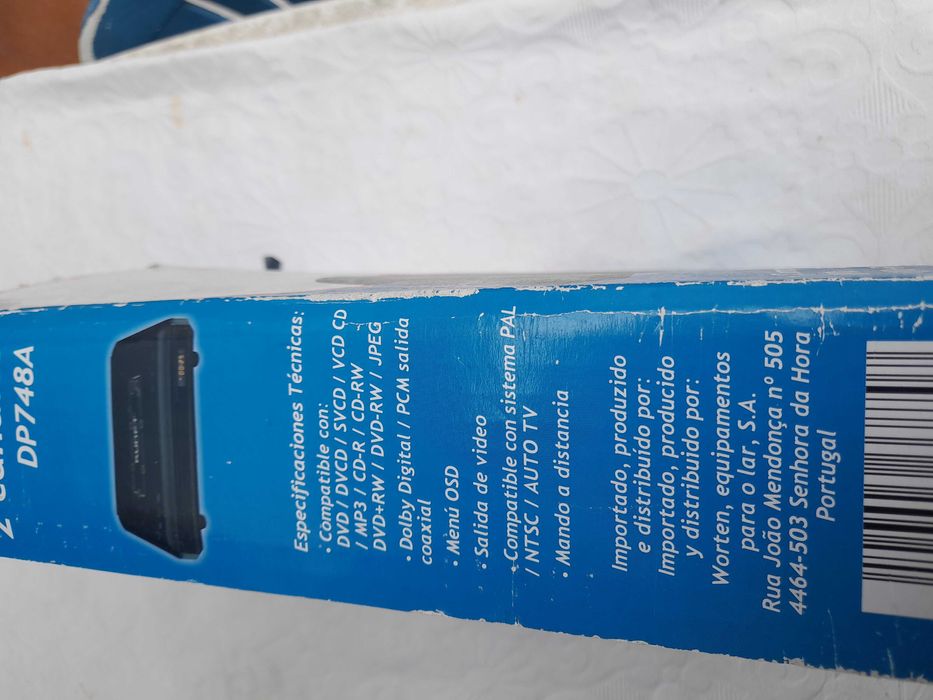 DP748A
Especificaciones Técnicas:
• Compatible con:
DVD / DVCD / SVCD / VCD CD
/ MP3 / CD-R / CD-RW
DVD+RW / DVD-RW / JPEG
• Dolby Digital / PCM salida
coaxial
• Menú OSD
• Salida de video
• Compatible con sistema PAL
/ NTSC / AUTO TV
• Mando a distancia
Importado, produzido
e distribuído por:
Importado, producido
y distribuido por:
Worten, equipamentos
para o lar, S.A.
Rua João Mendonça nº 505
4464-503 Senhora da Hora
Portugal